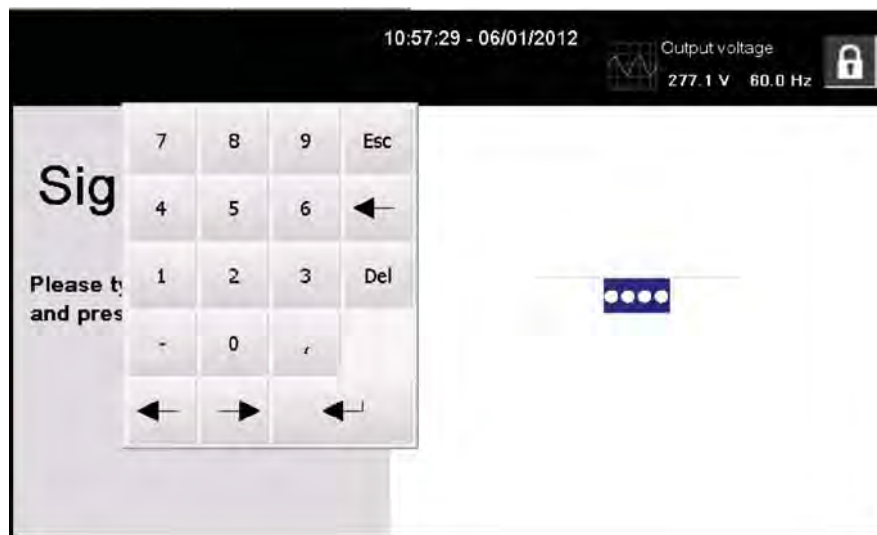 10:57:29 - 06/01/2012
Output voltage
277.1 V 60.0 Hz
7 8 9 Esc
Sig
4 5 6
1 2 3 Del
Please ty
and pres
- 0 ,